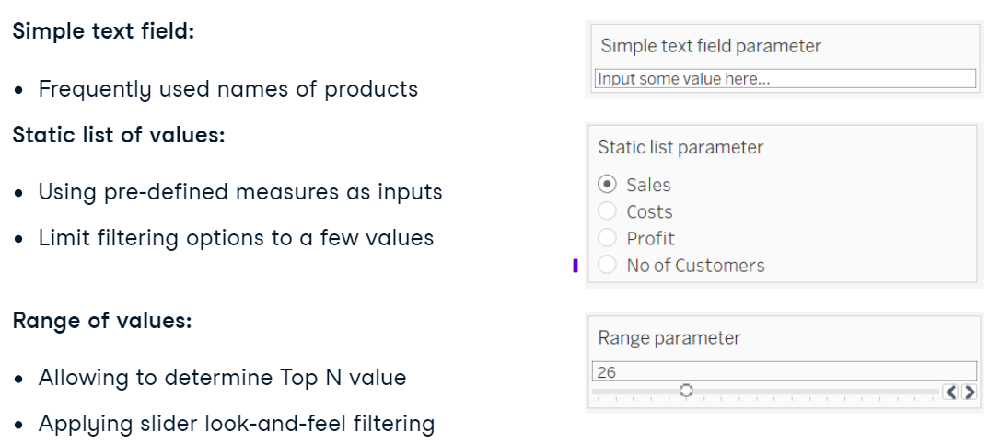 Simple text field:
• Frequently used names of products
Static list of values:
• Using pre-defined measures as inputs
• Limit filtering options to a few values
Range of values:
• Allowing to determine Top N value
• Applying slider look-and-feel filtering
Simple text field parameter
Input some value here...
Static list parameter
Sales
Costs
Profit
No of Customers
Range parameter
26